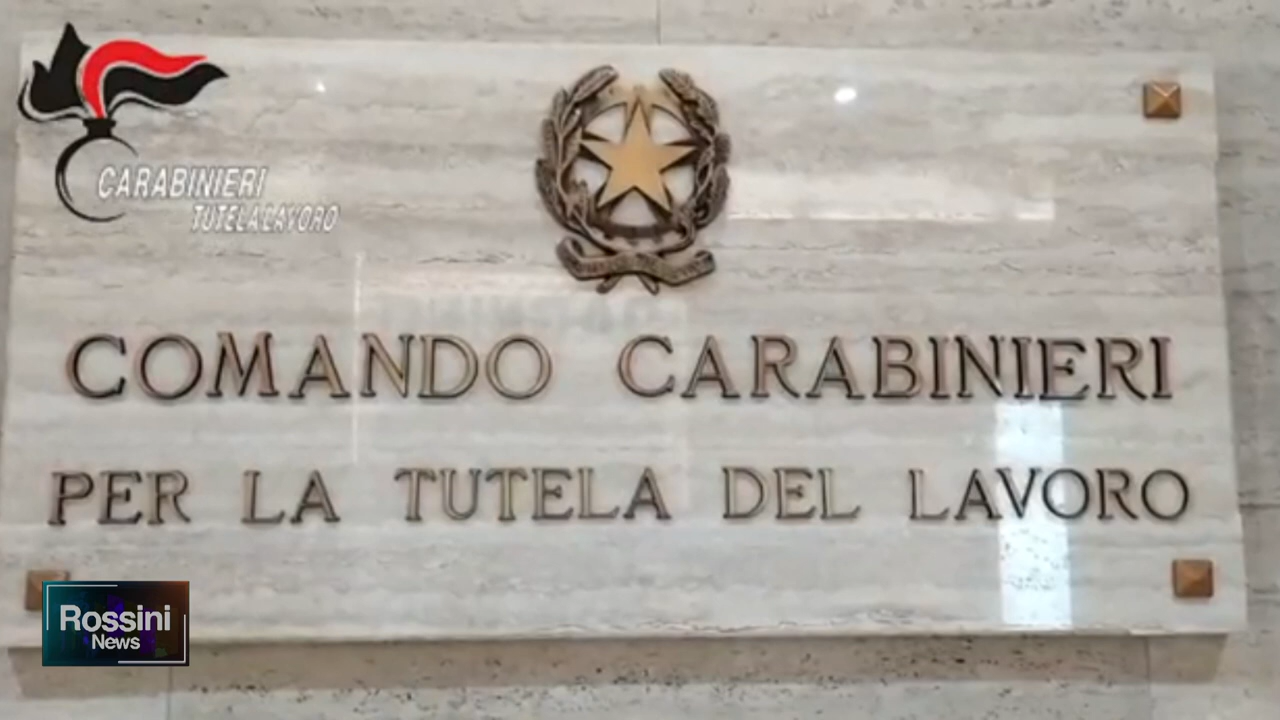 CARABINIERI
TUTELA LAVORO
COMANDO CARABINIERI
PER LA TUTELA DEL LAVORO
Rossini
News